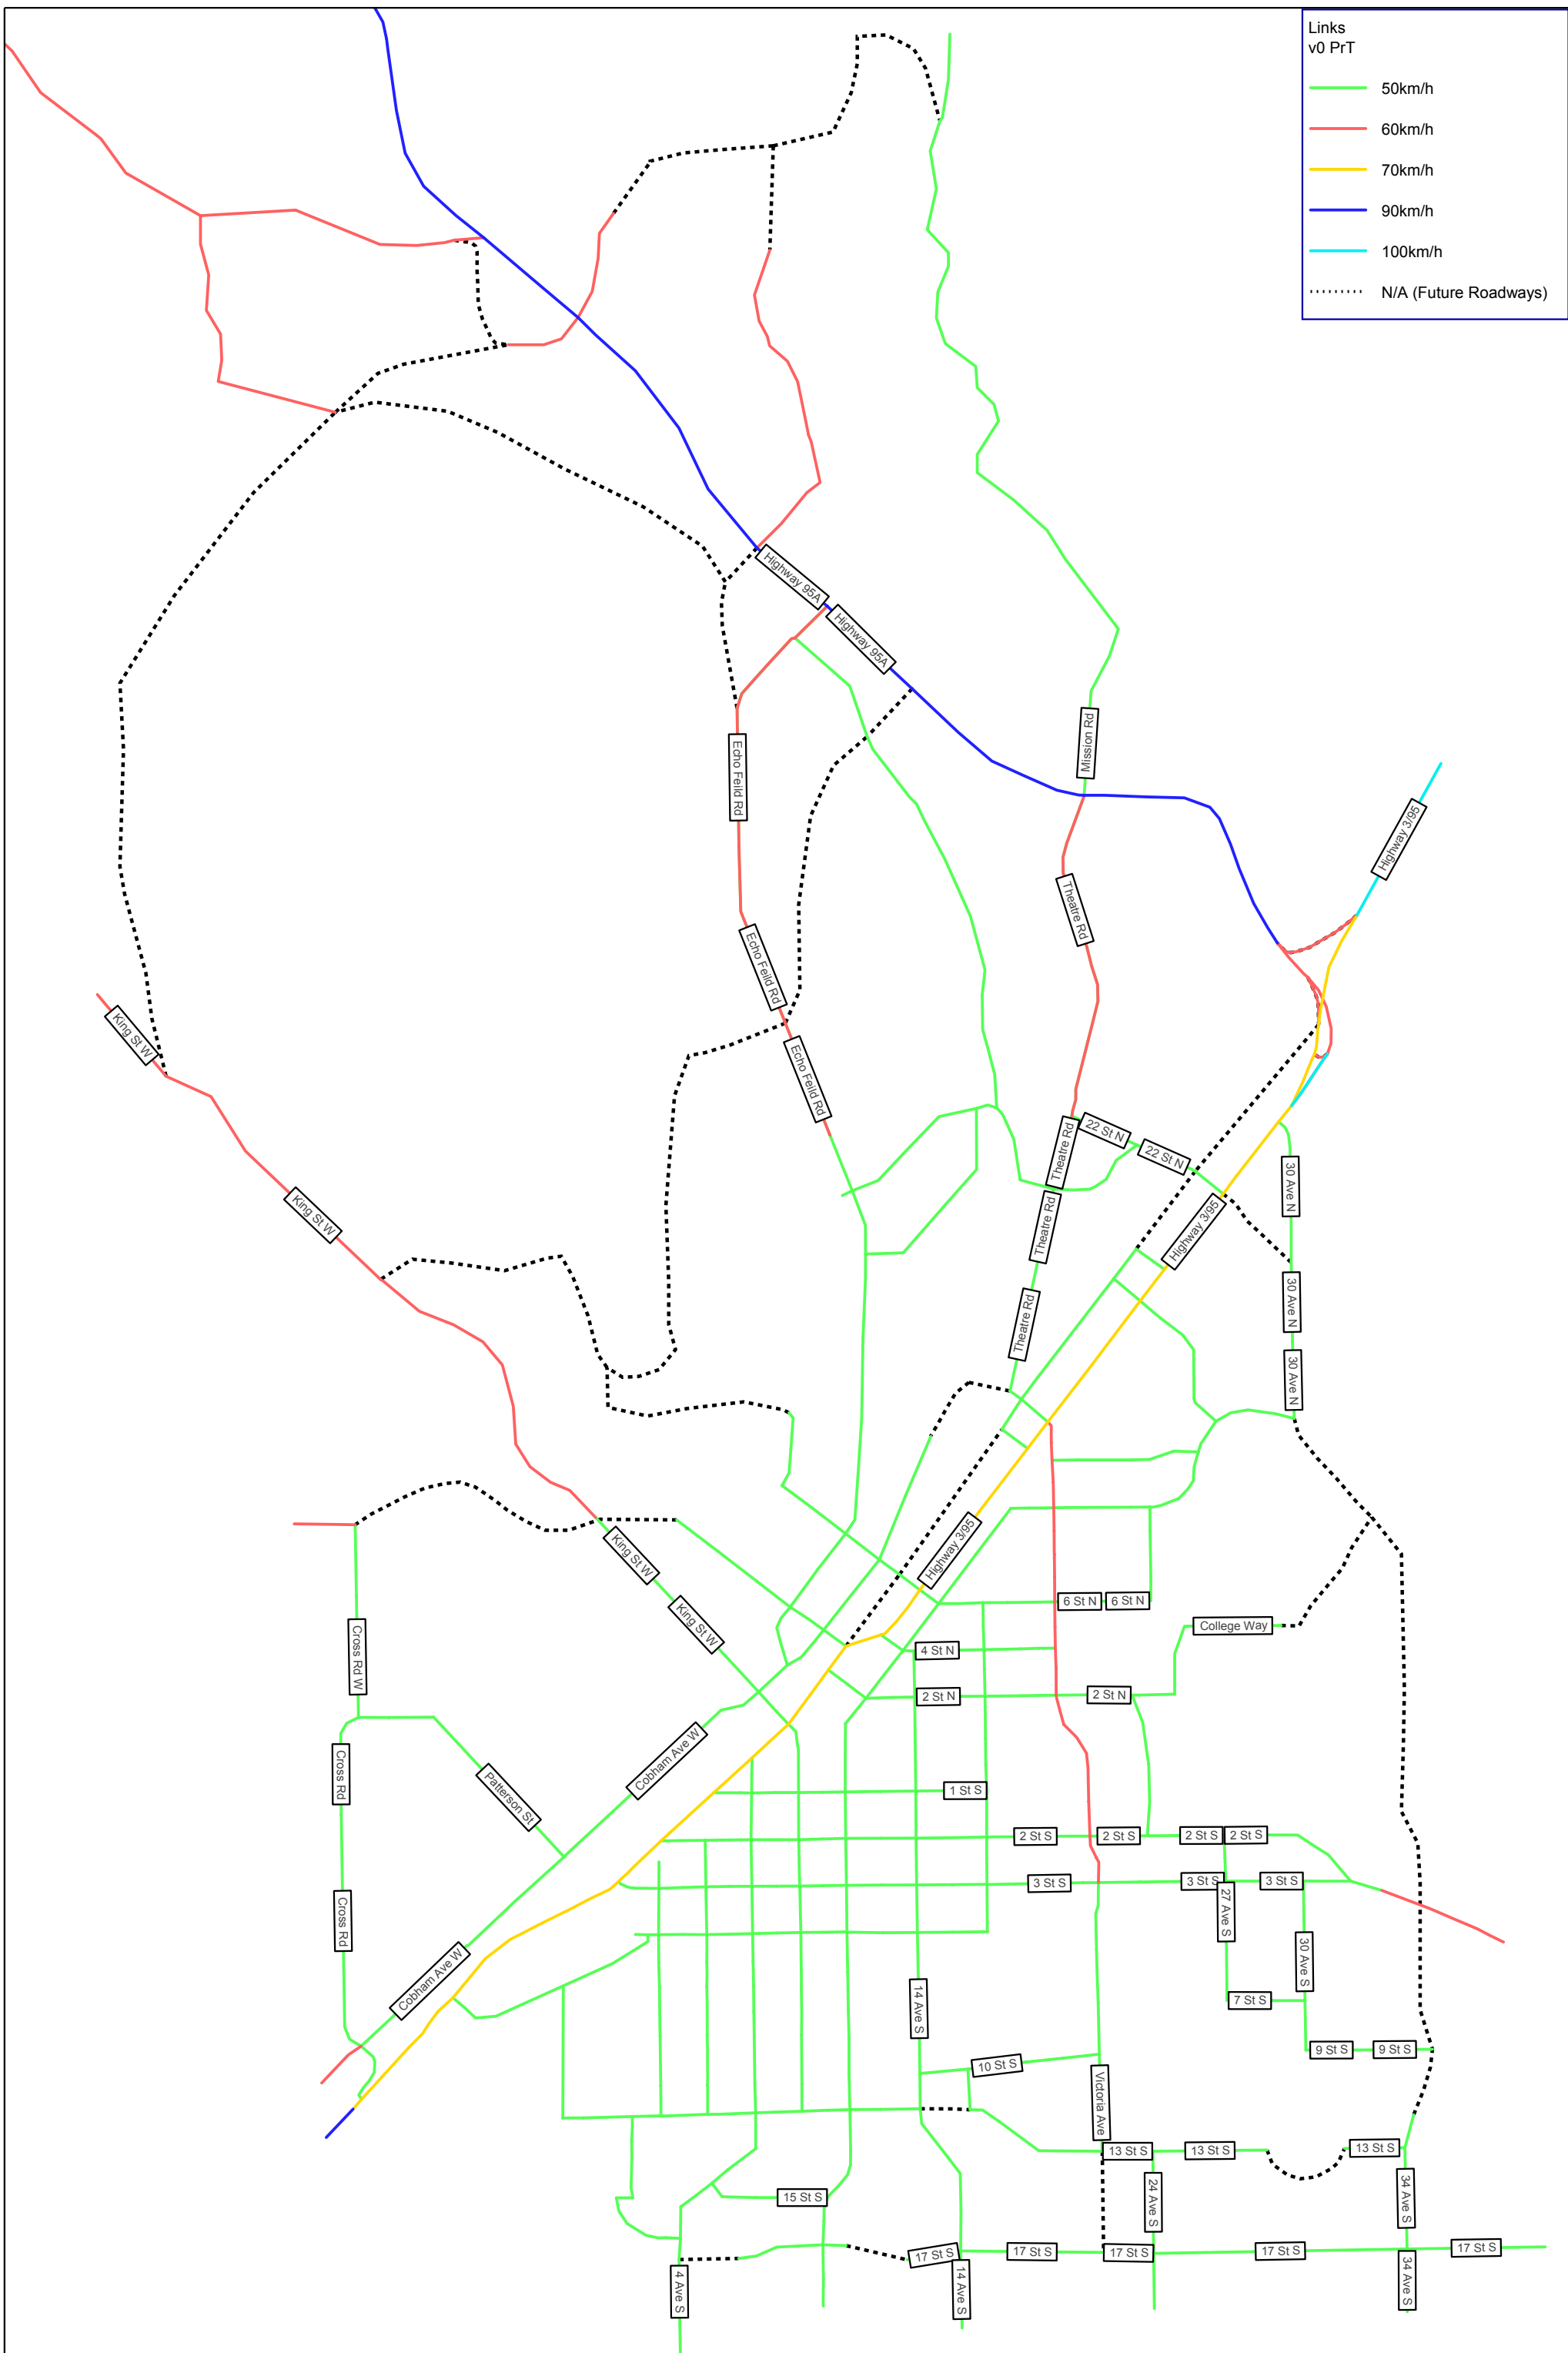 Links
v0 PrT
50km/h
60km/h
70km/h
90km/h
100km/h
N/A (Future Roadways)
Highway 95A
Highway 95A
Mission Rd
Echo Feild Rd
Highway 3/95
Theatre Rd
Echo Feild Rd
King St W
Echo Feild Rd
22 St N
Theatre Rd
22 St N
30 Ave N
King St W
Theatre Rd
Highway 3/95
30 Ave N
Theatre Rd
30 Ave N
King St W
Highway 3/95
King St W
6 St N
6 St N
College Way
4 St N
Cross Rd W
2 St N
2 St N
Cobham Ave W
Cross Rd
Patterson St
1 St S
2 St S
2 St S
2 St S
2 St S
3 St S
3 St S
3 St S
27 Ave S
Cross Rd
30 Ave S
Cobham Ave W
14 Ave S
7 St S
9 St S
9 St S
10 St S
Victoria Ave
13 St S
13 St S
13 St S
15 St S
24 Ave S
34 Ave S
17 St S
17 St S
17 St S
17 St S
17 St S
4 Ave S
14 Ave S
34 Ave S